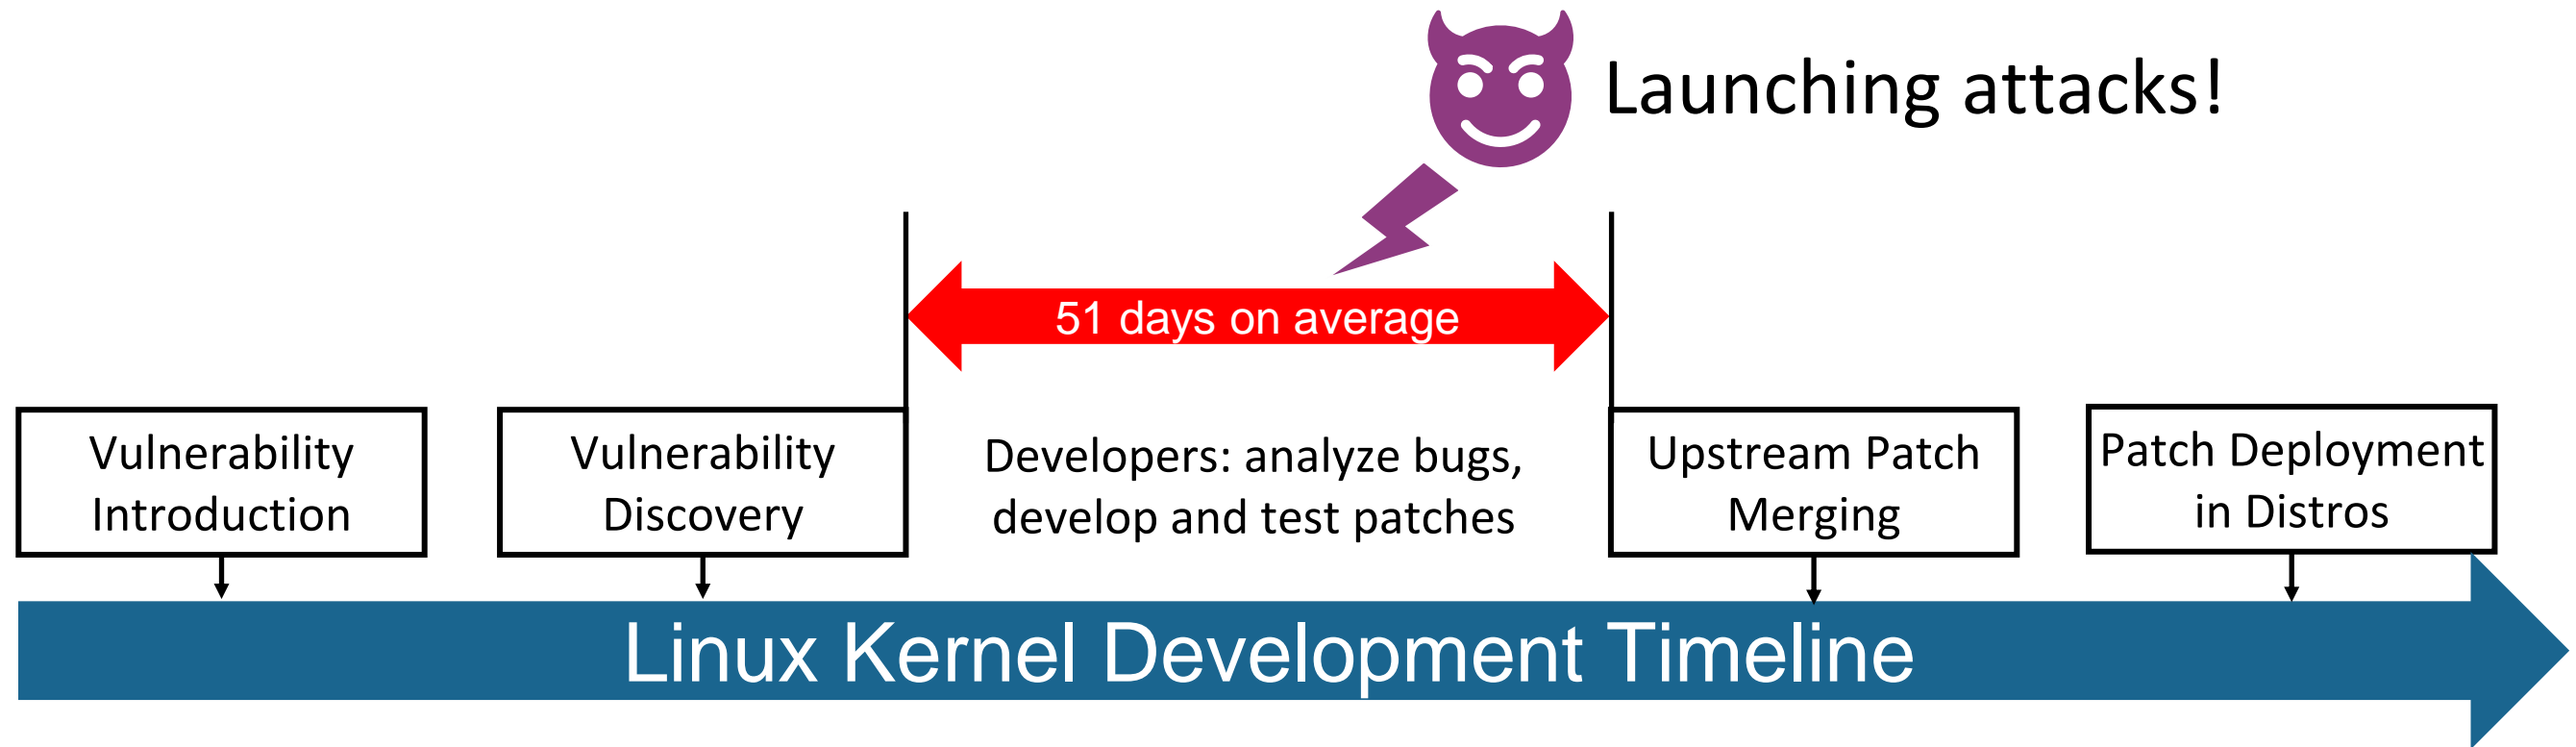 Launching attacks!
51 days on average
Vulnerability
Introduction
Vulnerability
Discovery
Developers: analyze bugs,
develop and test patches
Upstream Patch
Merging
Patch Deployment
in Distros
Linux Kernel Development Timeline